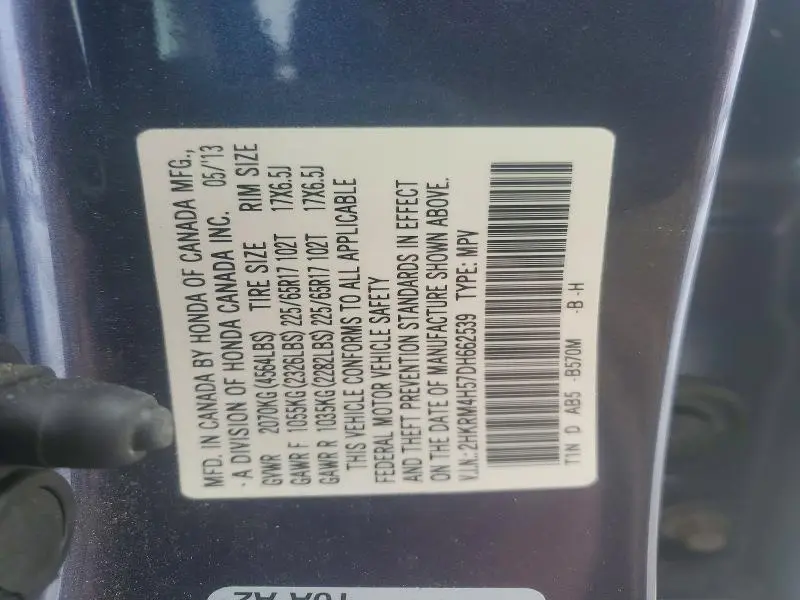 MFD. IN CANADA BY HONDA OF CANADA MFG.,
· A DIVISION OF HONDA CANADA INC. 05/'13
GVWR 2070KG (4564LBS) TIRE SIZE RIM SIZE
GAWR F 1055KG (2326LBS) 225/65R17 102T 17X6.5J
GAWR R 1035KG (2282LBS) 225/65R17 102T 17X6.5J
THIS VEHICLE CONFORMS TO ALL APPLICABLE
FEDERAL MOTOR VEHICLE SAFETY
AND THEFT PREVENTION STANDARDS IN EFFECT
ON THE DATE OF MANUFACTURE SHOWN ABOVE.
V.I.N.: 2HKRM4H57DH662539 TYPE: MPV
T1N D AB5 -B570M -B -H